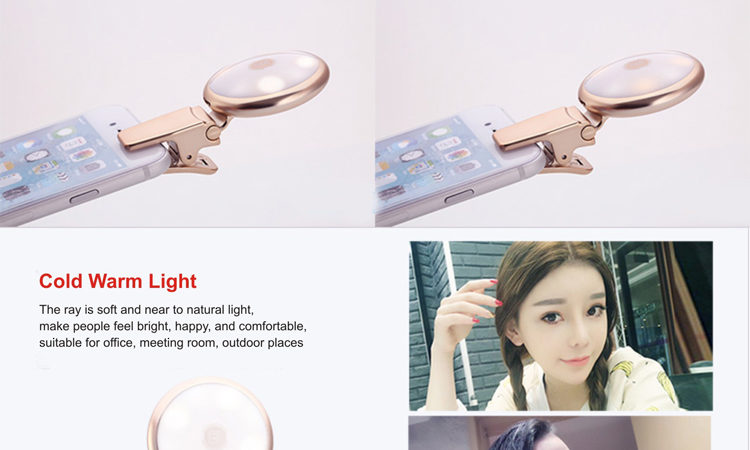 Cold Warm Light
The ray is soft and near to natural light,
make people feel bright, happy, and comfortable,
suitable for office, meeting room, outdoor places